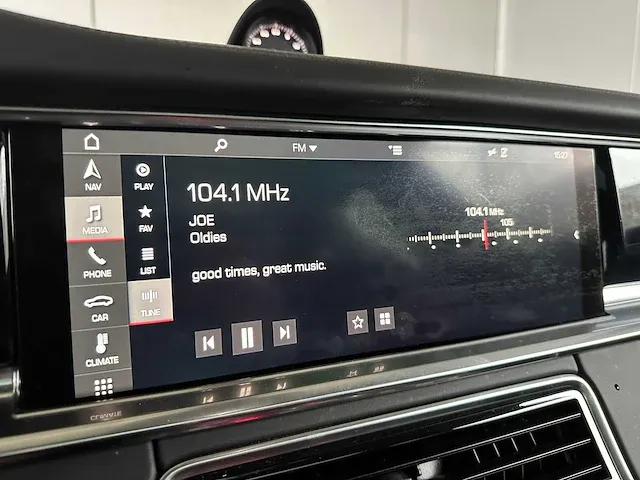 FM
15:27
NAV
PLAY
104.1 MHz
104.1 MHz
105
MEDIA
FAV
JOE
Oldies
PHONE
LIST
good times, great music.
CAR
TUNE
CLIMATE